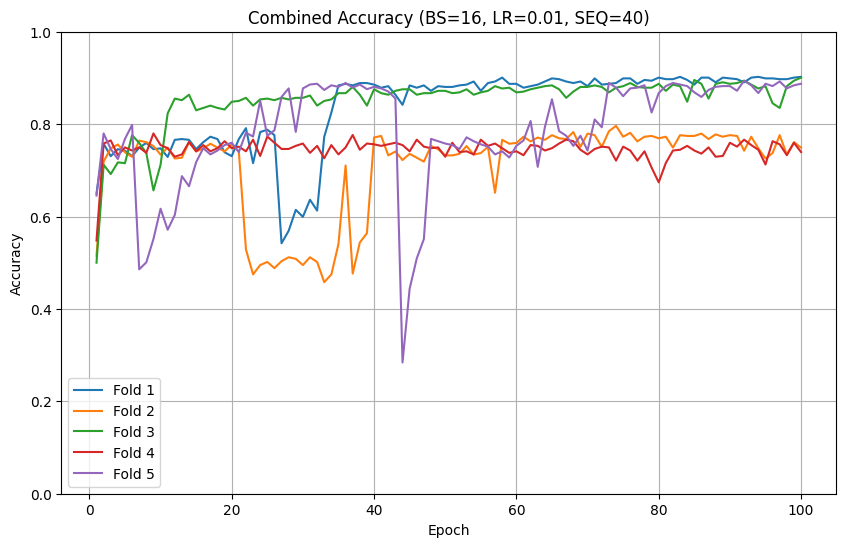 Combined Accuracy (BS=16, LR=0.01, SEQ=40)
1.0
0.8
0.6
0.4
0.2
0.0
Accuracy
Fold 1
Fold 2
Fold 3
Fold 4
Fold 5
0 20 40 60 80 100
Epoch